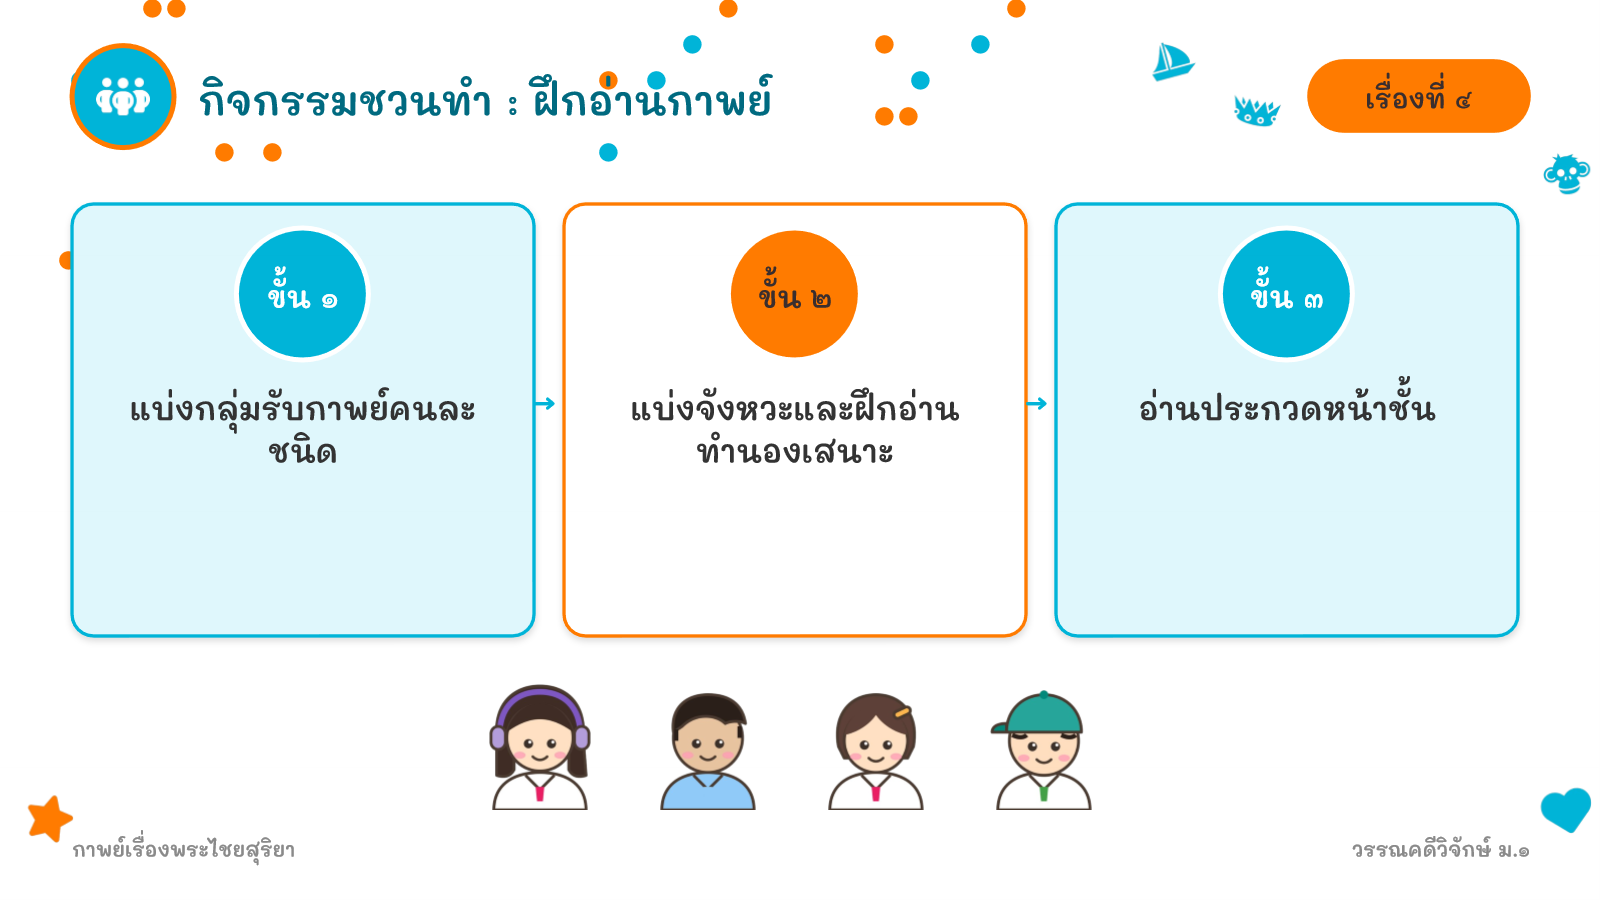 กิจกรรมชวนทำ : ฝึกอ่านกาพย์
เรื่องที่ ๔
ขั้น ๑
แบ่งกลุ่มรับกาพย์คนละ
ชนิด
ขั้น ๒
แบ่งจังหวะและฝึกอ่าน
ทำนองเสนาะ
ขั้น ๓
อ่านประกวดหน้าชั้น
กาพย์เรื่องพระไชยสุริยา
วรรณคดีวิจักษ์ ม.๑